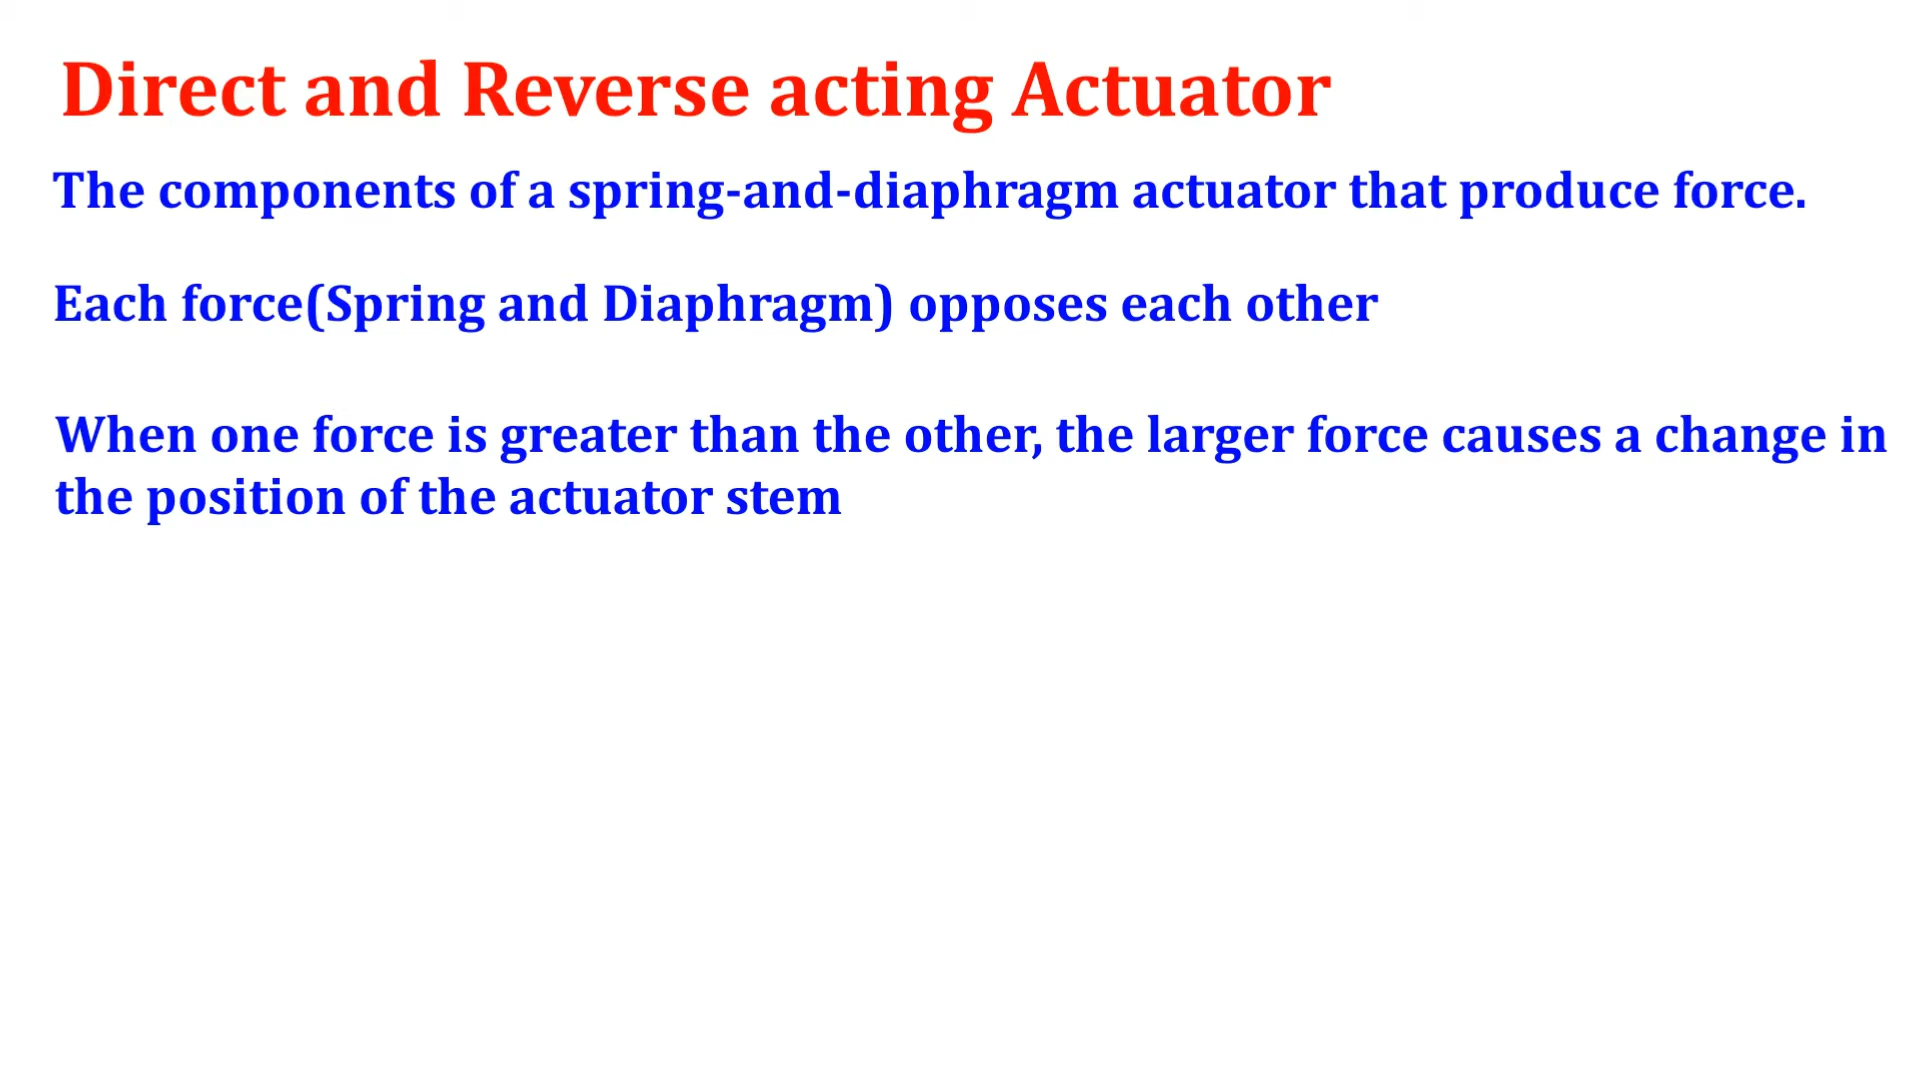 Direct and Reverse acting Actuator
The components of a spring-and-diaphragm actuator that produce force.
Each force(Spring and Diaphragm) opposes each other
When one force is greater than the other, the larger force causes a change in
the position of the actuator stem